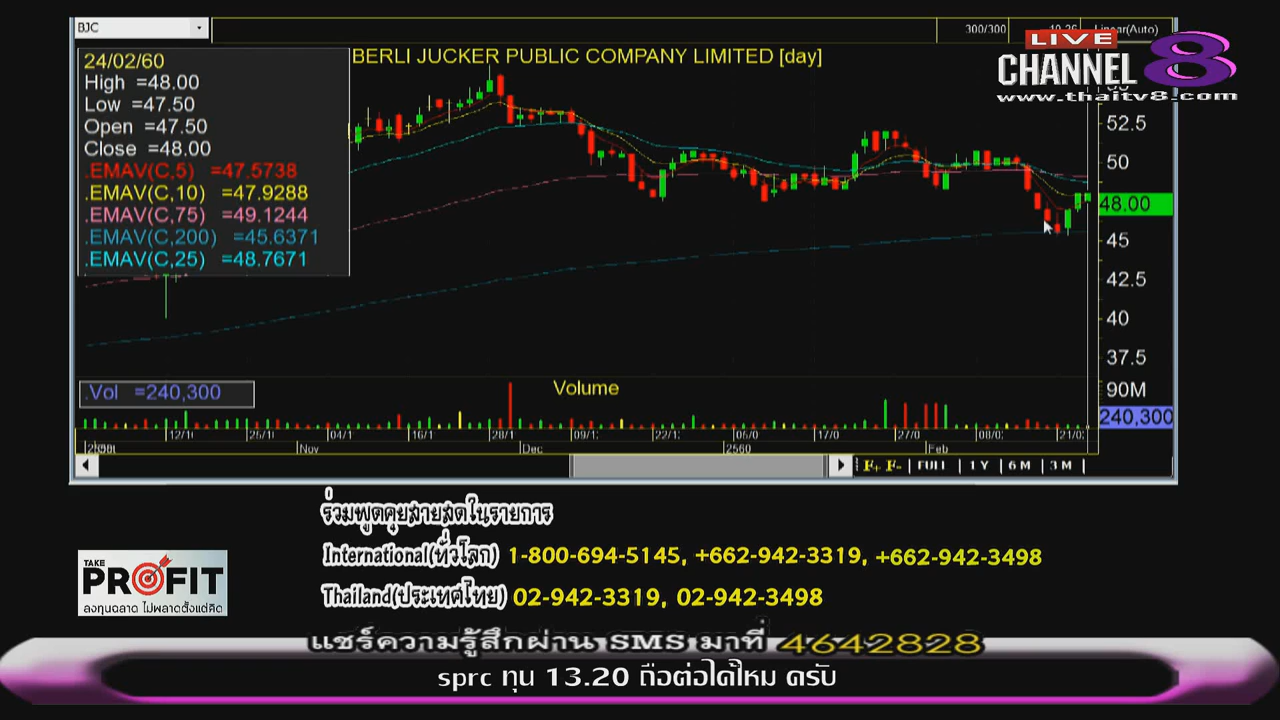 BJC
300/300
Linear(Auto)
LIVE
CHANNEL 8
www.thaitv8.com
BERLI JUCKER PUBLIC COMPANY LIMITED [day]
24/02/60
High =48.00
Low =47.50
Open =47.50
Close =48.00
.EMAV(C,5) =47.5738
.EMAV(C,10) =47.9288
.EMAV(C,75) =49.1244
.EMAV(C,200) =45.6371
.EMAV(C,25) =48.7671
52.5
50
48.00
45
42.5
40
37.5
.Vol =240,300
Volume
90M
240,300
Nov Dec 2560 Feb
F+ F- FULL 1 Y 6 M 3 M
ร่วมพูดคุยสายสดในรายการ
International(ทั่วโลก) 1-800-694-5145, +662-942-3319, +662-942-3498
Thailand(ประเทศไทย) 02-942-3319, 02-942-3498
TAKE
PROFIT
ลงทุนฉลาด ไม่พลาดตั้งแต่คิด
แชร์ความรู้สึกผ่าน SMS มาที่ 4642828
sprc ทุน 13.20 ถือต่อได้ไหม ครับ